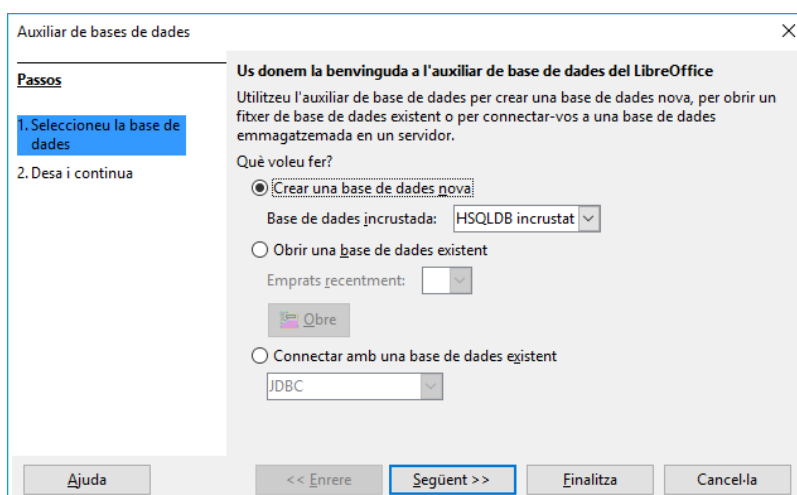 Auxiliar de bases de dades
Passos
1. Seleccioneu la base de
dades
2. Desa i continua
Us donem la benvinguda a l'auxiliar de base de dades del LibreOffice
Utilitzeu l'auxiliar de base de dades per crear una base de dades nova, per obrir un
fitxer de base de dades existent o per connectar-vos a una base de dades
emmagatzemada en un servidor.
Què voleu fer?
Crear una base de dades nova
Base de dades incrustada: HSQLDB incrustat
Obrir una base de dades existent
Emprats recentment:
Obre
Connectar amb una base de dades existent
JDBC
Ajuda << Enrere Següent >> Finalitza Cancel·la